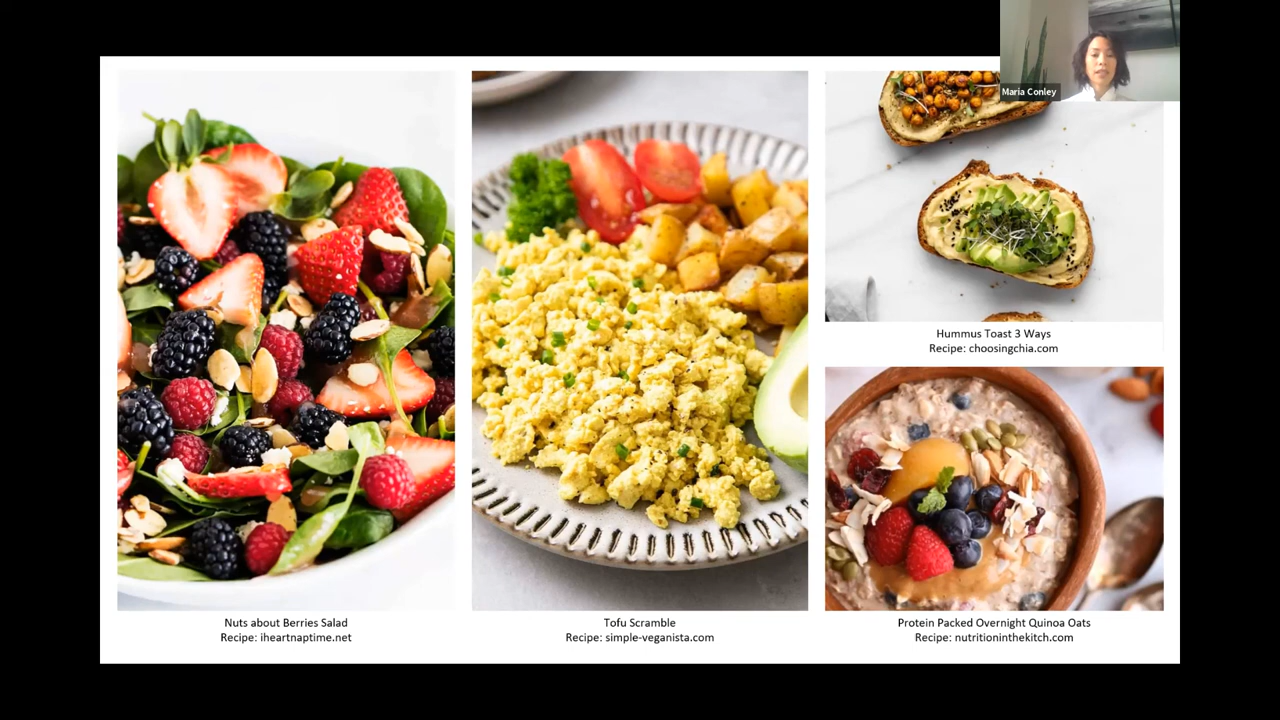 Maria Conley
Hummus Toast 3 Ways
Recipe: choosingchia.com
Nuts about Berries Salad
Recipe: iheartnaptime.net
Tofu Scramble
Recipe: simple-veganista.com
Protein Packed Overnight Quinoa Oats
Recipe: nutritioninthekitch.com